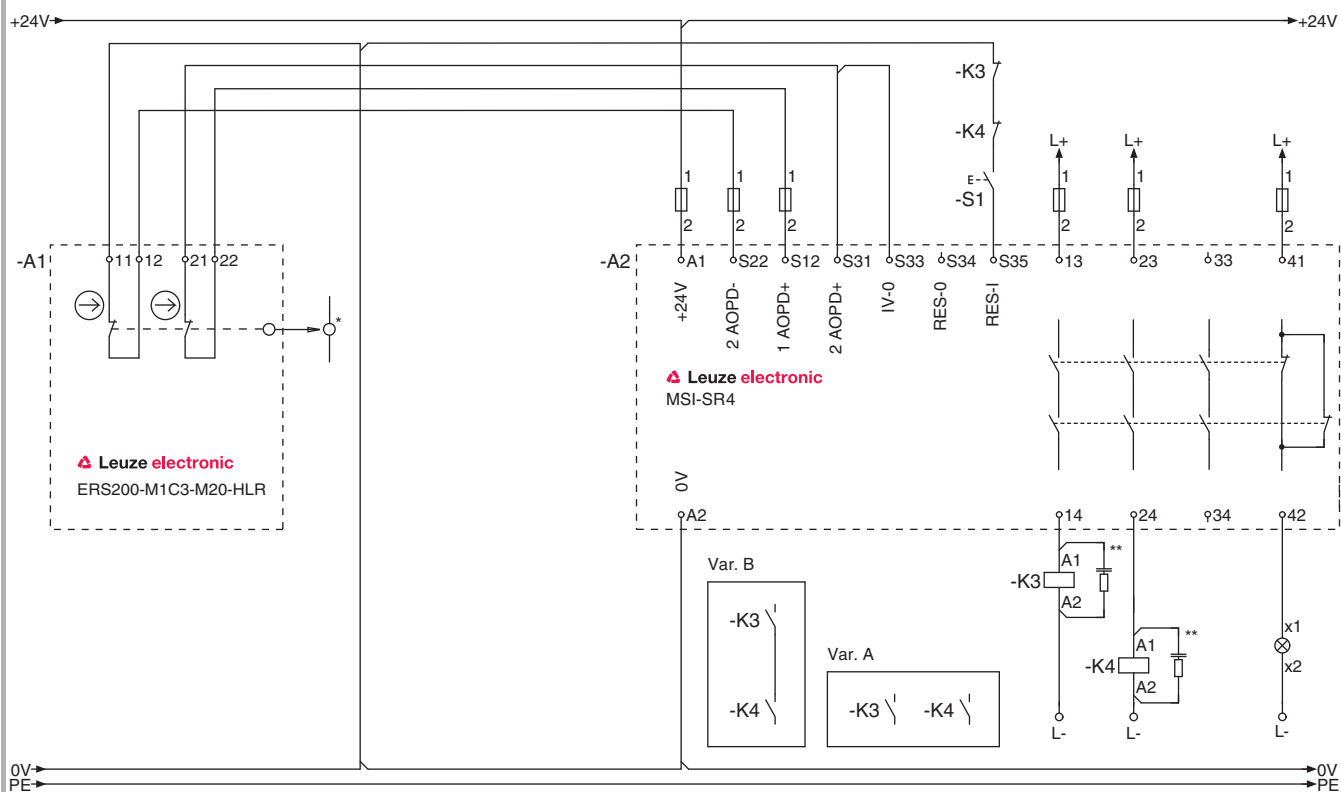 +24V +24V
-K3
-K4
L+ L+ L+
E
-S1
1 1 1 1 1 1
2 2 2 2 2 2
-A1 11 12 21 22
-A2 A1 S22 S12 S31 S33 S34 S35 13 23 33 41
+24V
2 AOPD-
1 AOPD+
2 AOPD+
IV-0
RES-0
RES-I
*
Leuze electronic
MSI-SR4
Leuze electronic
ERS200-M1C3-M20-HLR
0V
A2 14 24 34 42
-K3 A1 **
A2
-K4 A1 **
A2
x1
x2
L- L- L-
Var. B
-K3
-K4
Var. A
-K3 -K4
0V 0V
PE PE